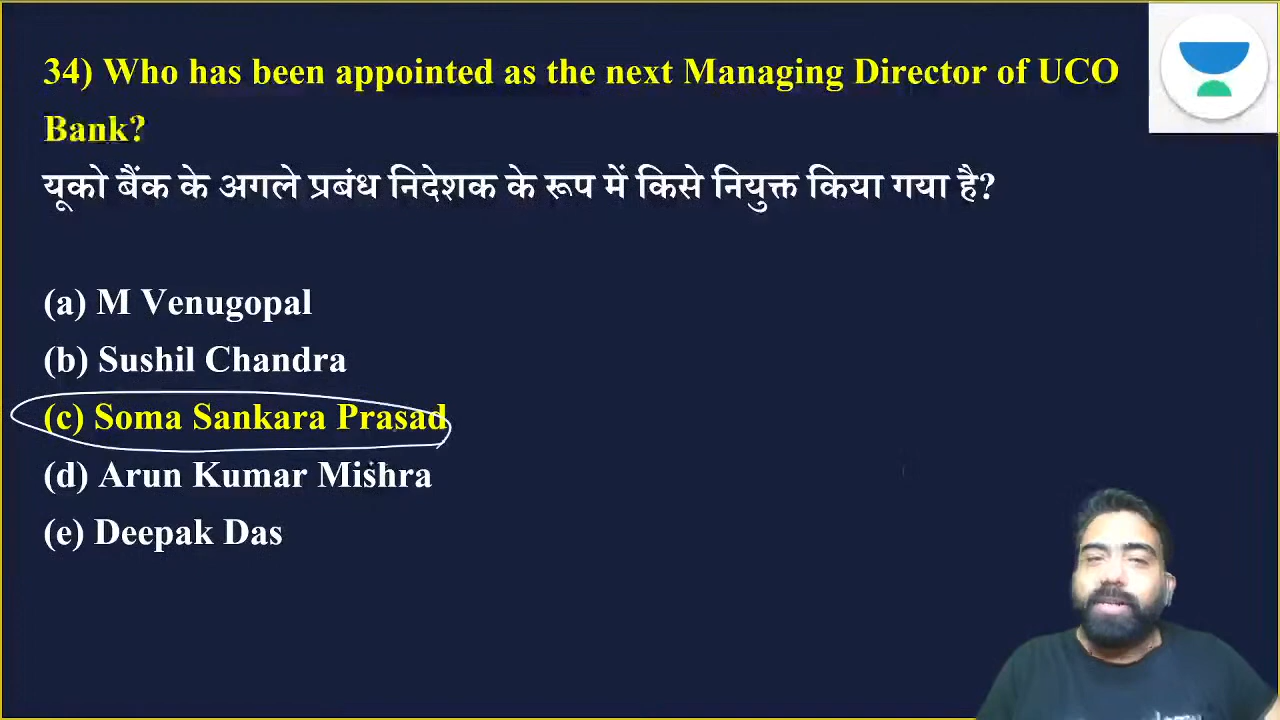 34) Who has been appointed as the next Managing Director of UCO
Bank?
यूको बैंक के अगले प्रबंध निदेशक के रूप में किसे नियुक्त किया गया है?
(a) M Venugopal
(b) Sushil Chandra
(c) Soma Sankara Prasad
(d) Arun Kumar Mishra
(e) Deepak Das